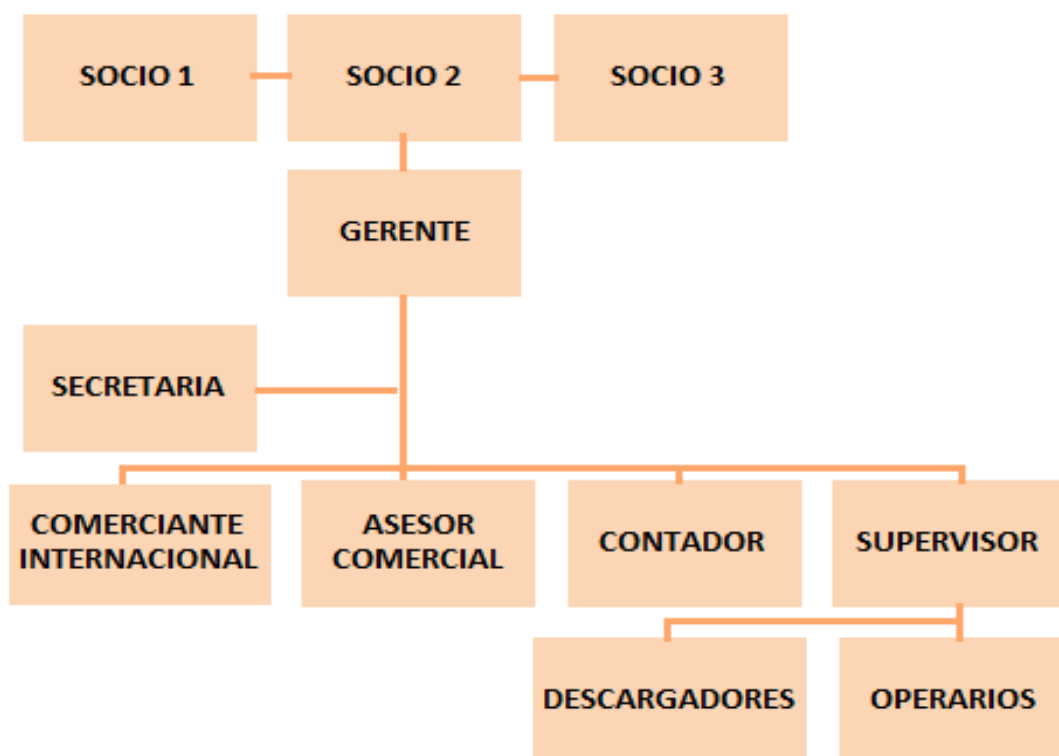 SOCIO 1
SOCIO 2
SOCIO 3
GERENTE
SECRETARIA
COMERCIANTE
INTERNACIONAL
ASESOR
COMERCIAL
CONTADOR
SUPERVISOR
DESCARGADORES
OPERARIOS